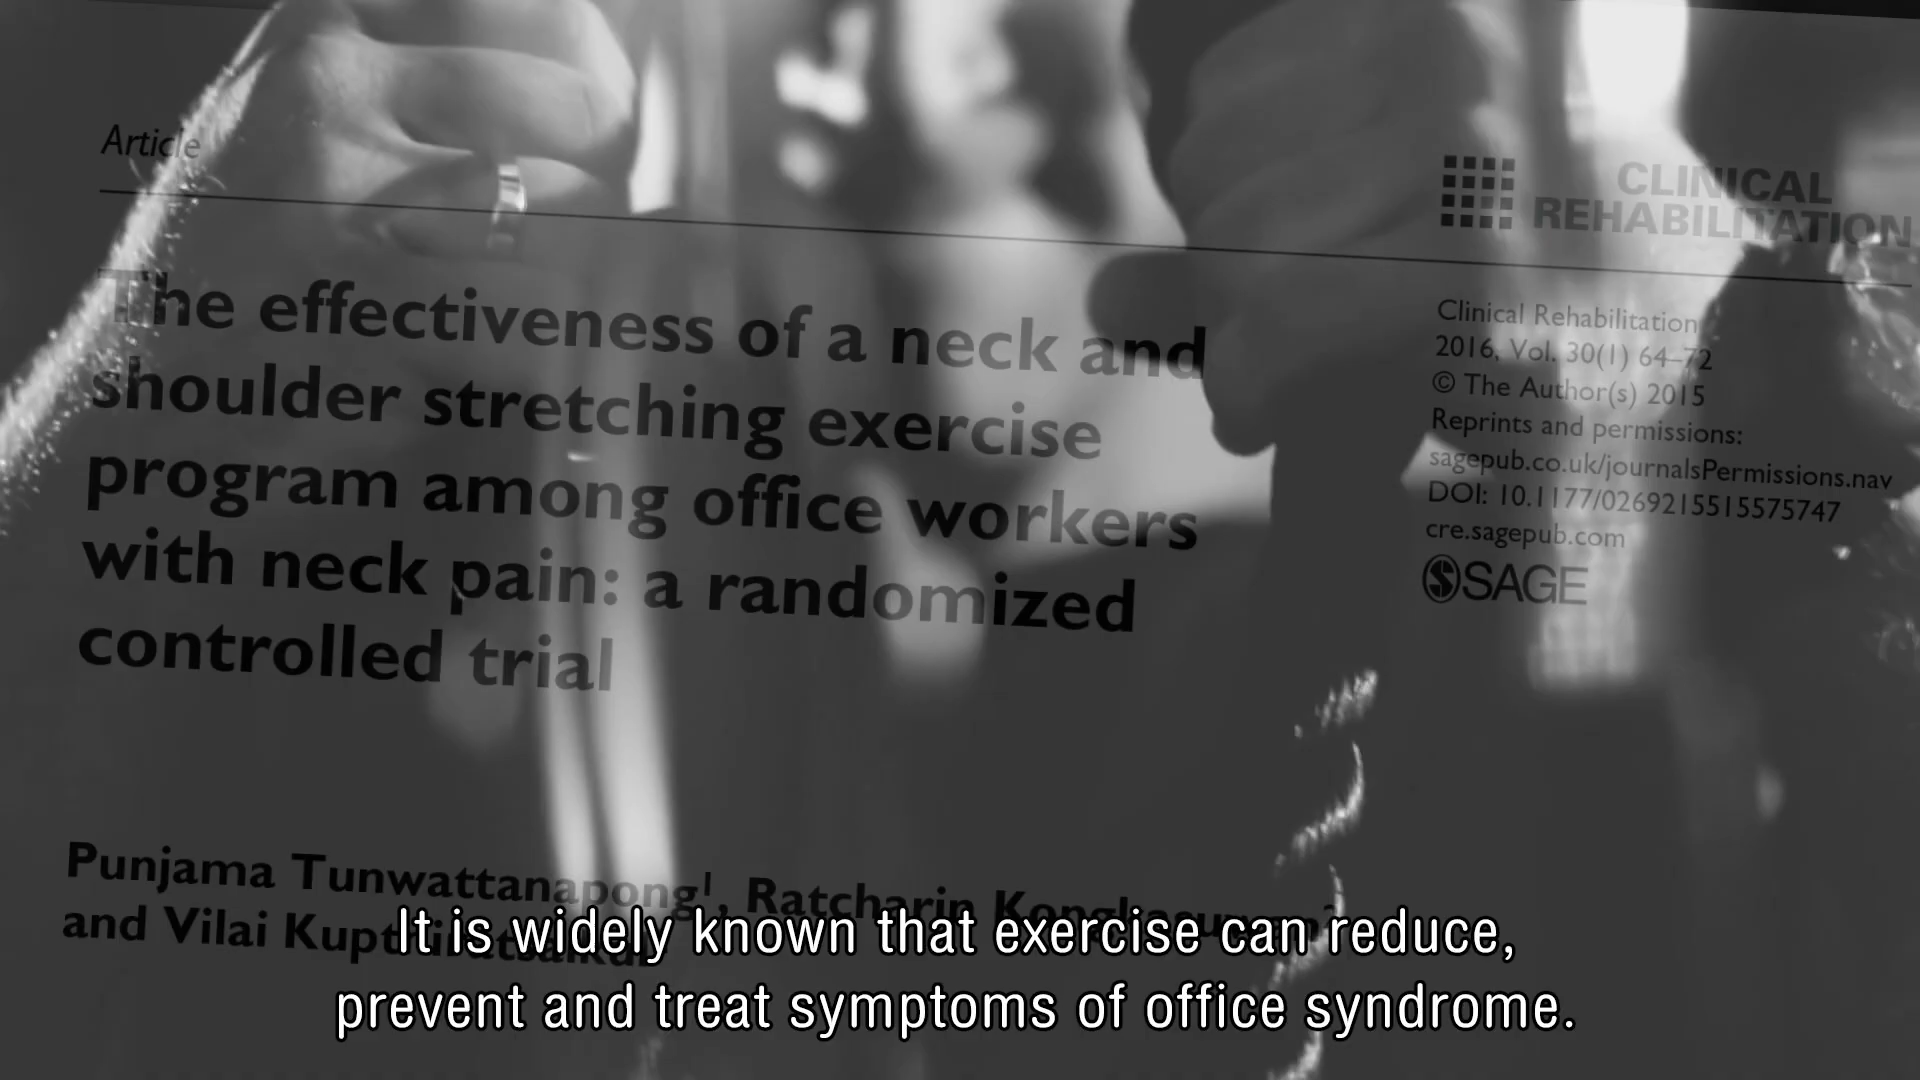 Article
CLINICAL
REHABILITATION
The effectiveness of a neck and
shoulder stretching exercise
program among office workers
with neck pain: a randomized
controlled trial
Clinical Rehabilitation
2016, Vol. 30(1) 64–72
© The Author(s) 2015
Reprints and permissions:
sagepub.co.uk/journalsPermissions.nav
DOI: 10.1177/0269215515575747
cre.sagepub.com
SAGE
Punjama Tunwattanapong¹, Ratcharin
and Vilai
It is widely known that exercise can reduce,
prevent and treat symptoms of office syndrome.